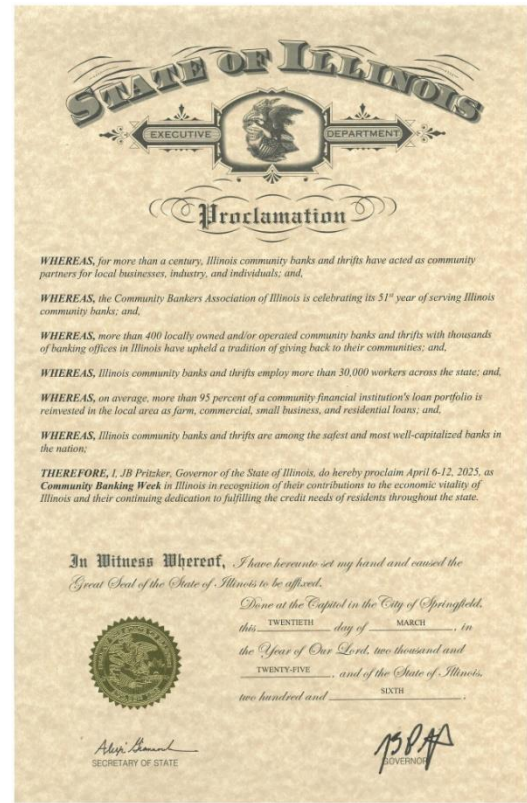 STATE OF ILLINOIS
EXECUTIVE DEPARTMENT
Proclamation
WHEREAS, for more than a century, Illinois community banks and thrifts have acted as community
partners for local businesses, industry, and individuals; and,
WHEREAS, the Community Bankers Association of Illinois is celebrating its 51st year of serving Illinois
community banks; and,
WHEREAS, more than 400 locally owned and/or operated community banks and thrifts with thousands
of banking offices in Illinois have upheld a tradition of giving back to their communities; and,
WHEREAS, Illinois community banks and thrifts employ more than 30,000 workers across the state; and,
WHEREAS, on average, more than 95 percent of a community financial institution's loan portfolio is
reinvested in the local area as farm, commercial, small business, and residential loans; and,
WHEREAS, Illinois community banks and thrifts are among the safest and most well-capitalized banks in
the nation;
THEREFORE, I, JB Pritzker, Governor of the State of Illinois, do hereby proclaim April 6-12, 2025, as
Community Banking Week in Illinois in recognition of their contributions to the economic vitality of
Illinois and their continuing dedication to fulfilling the credit needs of residents throughout the state.
In Witness Whereof, I have hereunto set my hand and caused the
Great Seal of the State of Illinois to be affixed.
Done at the Capitol in the City of Springfield,
this TWENTIETH day of MARCH, in
the Year of Our Lord, two thousand and
TWENTY-FIVE, and of the State of Illinois,
two hundred and SIXTH.
SECRETARY OF STATE
GOVERNOR